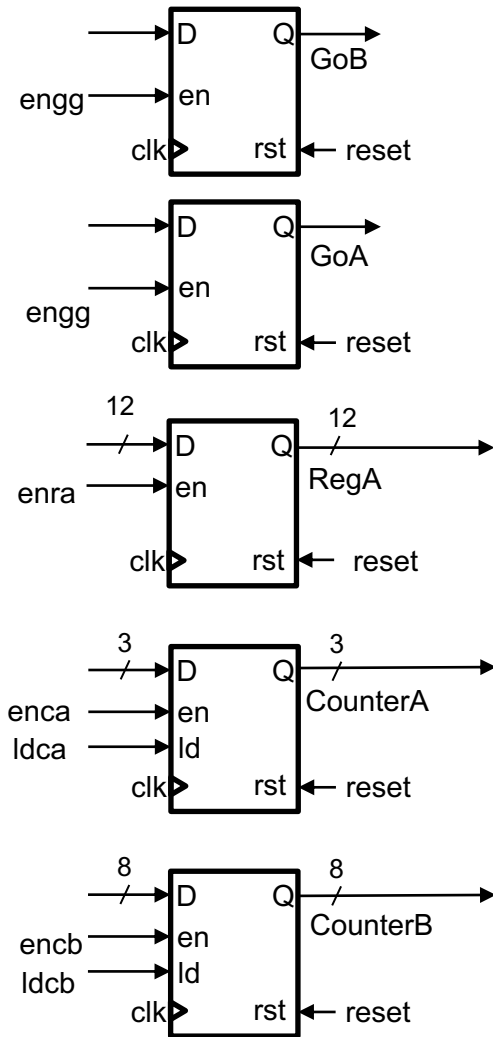 D Q
GoB
engg en
clk rst reset
D Q
GoA
engg en
clk rst reset
12 12
D Q
RegA
enra en
clk rst reset
3 3
D Q
enca en CounterA
ldca ld
clk rst reset
8 8
D Q
encb en CounterB
ldcb ld
clk rst reset